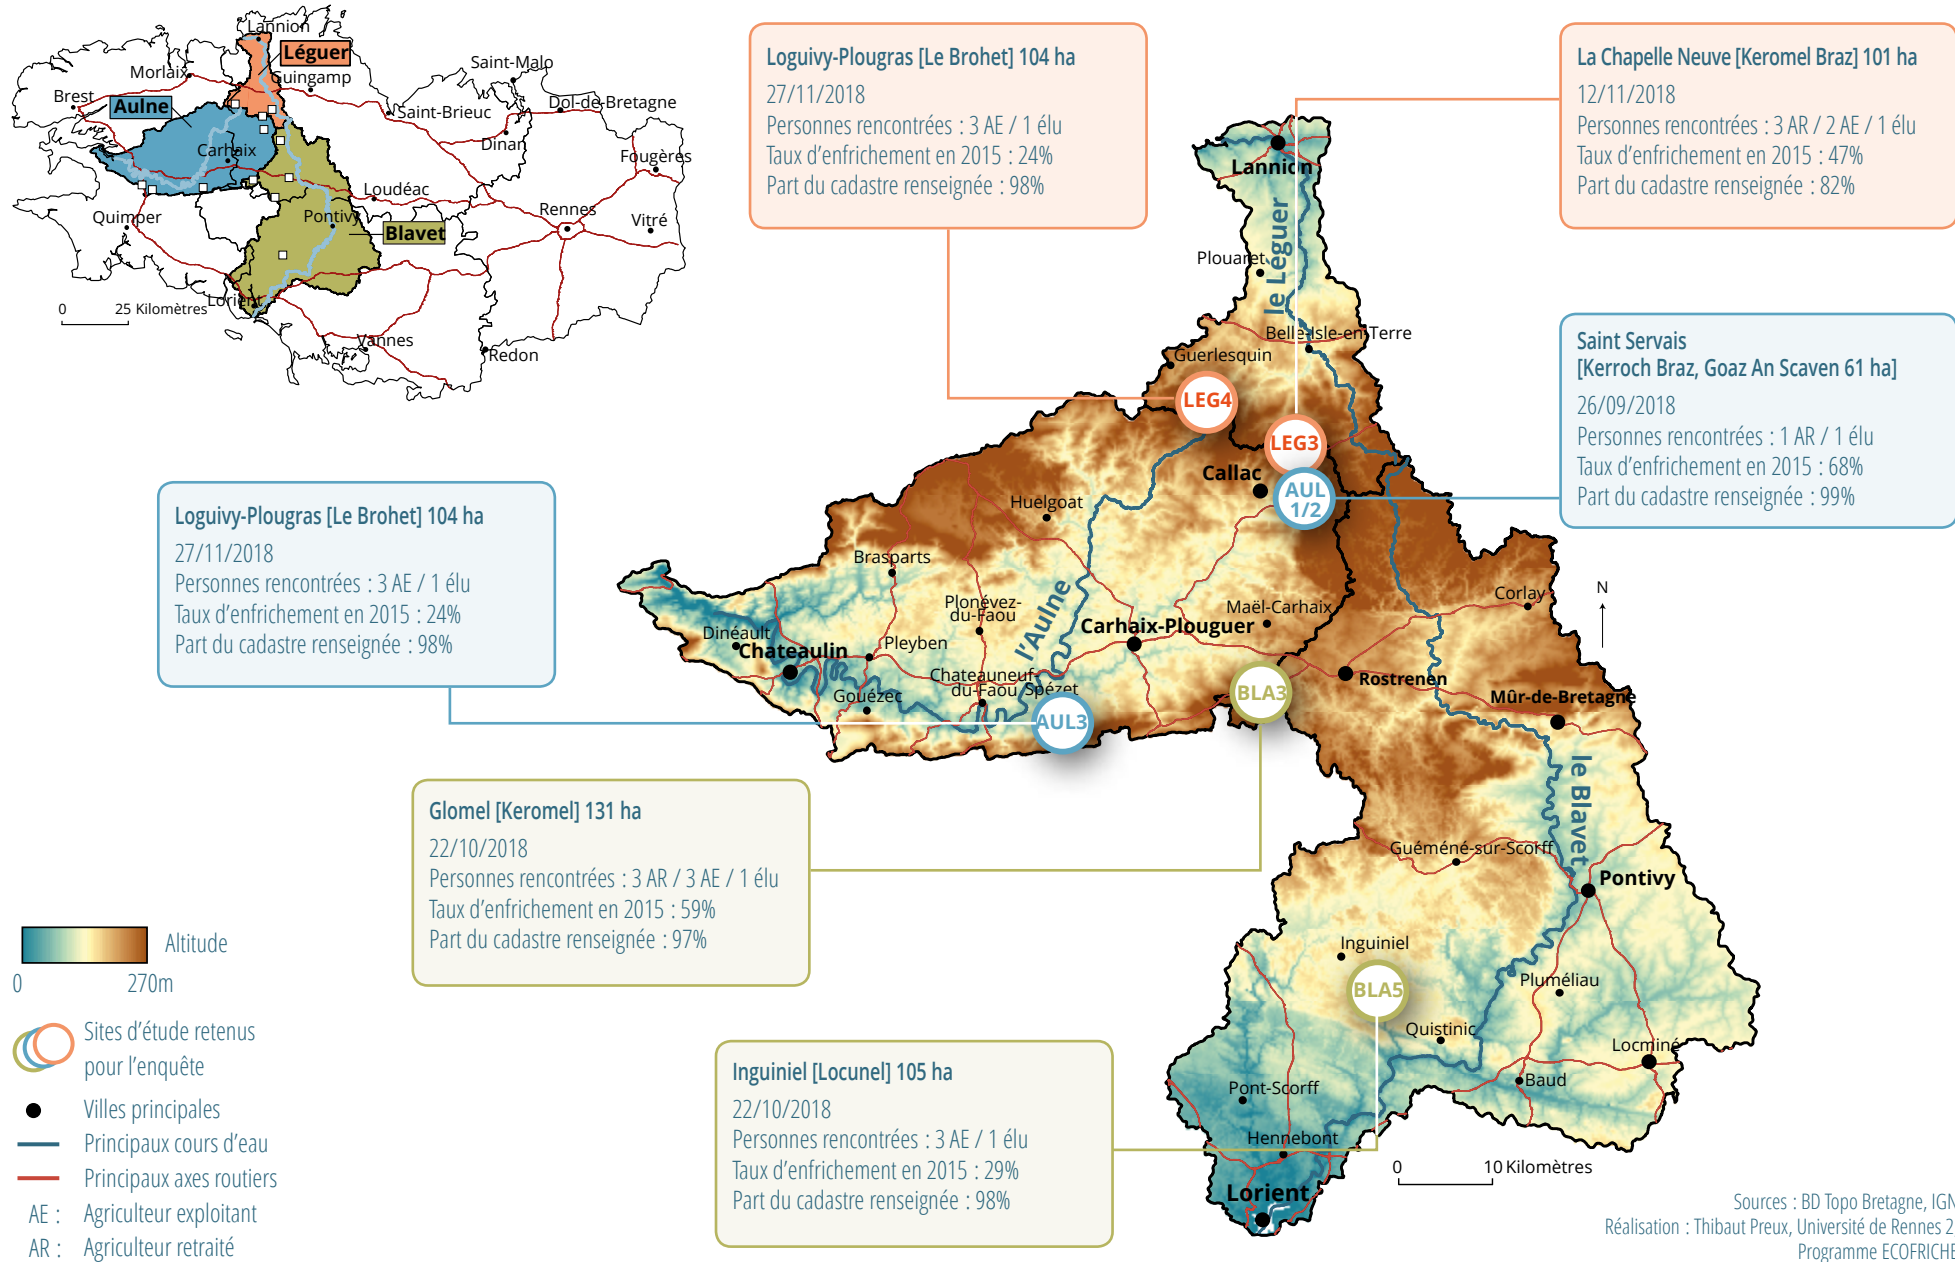 Lannion
Léguer
Morlaix
Guingamp
Saint-Malo
Brest
Aulne
Saint-Brieuc
Dol-de-Bretagne
Dinan
Carhaix
Fougères
Loudéac
Quimper
Pontivy
Rennes
Vitré
Blavet
Lorient
0 25 Kilomètres
Vannes
Redon
Loguivy-Plougras [Le Brohet] 104 ha
27/11/2018
Personnes rencontrées : 3 AE / 1 élu
Taux d'enfrichement en 2015 : 24%
Part du cadastre renseignée : 98%
La Chapelle Neuve [Keromel Braz] 101 ha
12/11/2018
Personnes rencontrées : 3 AR / 2 AE / 1 élu
Taux d'enfrichement en 2015 : 47%
Part du cadastre renseignée : 82%
Saint Servais
[Kerroch Braz, Goaz An Scaven 61 ha]
26/09/2018
Personnes rencontrées : 1 AR / 1 élu
Taux d'enfrichement en 2015 : 68%
Part du cadastre renseignée : 99%
Loguivy-Plougras [Le Brohet] 104 ha
27/11/2018
Personnes rencontrées : 3 AE / 1 élu
Taux d'enfrichement en 2015 : 24%
Part du cadastre renseignée : 98%
Glomel [Keromel] 131 ha
22/10/2018
Personnes rencontrées : 3 AR / 3 AE / 1 élu
Taux d'enfrichement en 2015 : 59%
Part du cadastre renseignée : 97%
Inguiniel [Locunel] 105 ha
22/10/2018
Personnes rencontrées : 3 AE / 1 élu
Taux d'enfrichement en 2015 : 29%
Part du cadastre renseignée : 98%
Lannion
le Léguer
Plouaret
Belle-Isle-en-Terre
Guerlesquin
LEG4
LEG3
Callac
AUL
1/2
Huelgoat
Brasparts
Plonévez-
du-Faou
l'Aulne
Maël-Carhaix
Corlay
N
Dinéault
Chateaulin
Pleyben
Carhaix-Plouguer
Chateauneuf-
du-Faou
Spézet
Gouézec
AUL3
BLA3
Rostrenen
Mûr-de-Bretagne
le Blavet
Guéméné-sur-Scorff
Pontivy
Inguiniel
BLA5
Pluméliau
Quistinic
Locminé
Baud
Pont-Scorff
Hennebont
Lorient
0 10 Kilomètres
Altitude
0 270m
Sites d'étude retenus
pour l'enquête
Villes principales
Principaux cours d'eau
Principaux axes routiers
AE : Agriculteur exploitant
AR : Agriculteur retraité
Sources : BD Topo Bretagne, IGN
Réalisation : Thibaut Preux, Université de Rennes 2,
Programme ECOFRICHE